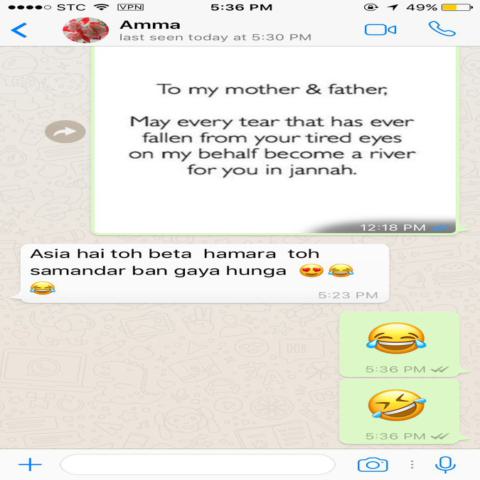 STC VPN 5:36 PM 49%
Amma
last seen today at 5:30 PM
To my mother & father,
May every tear that has ever
fallen from your tired eyes
on my behalf become a river
for you in jannah.
12:18 PM
Asia hai toh beta hamara toh
samandar ban gaya hunga 😍😂
😂
5:23 PM
😂
5:36 PM
🤣
5:36 PM